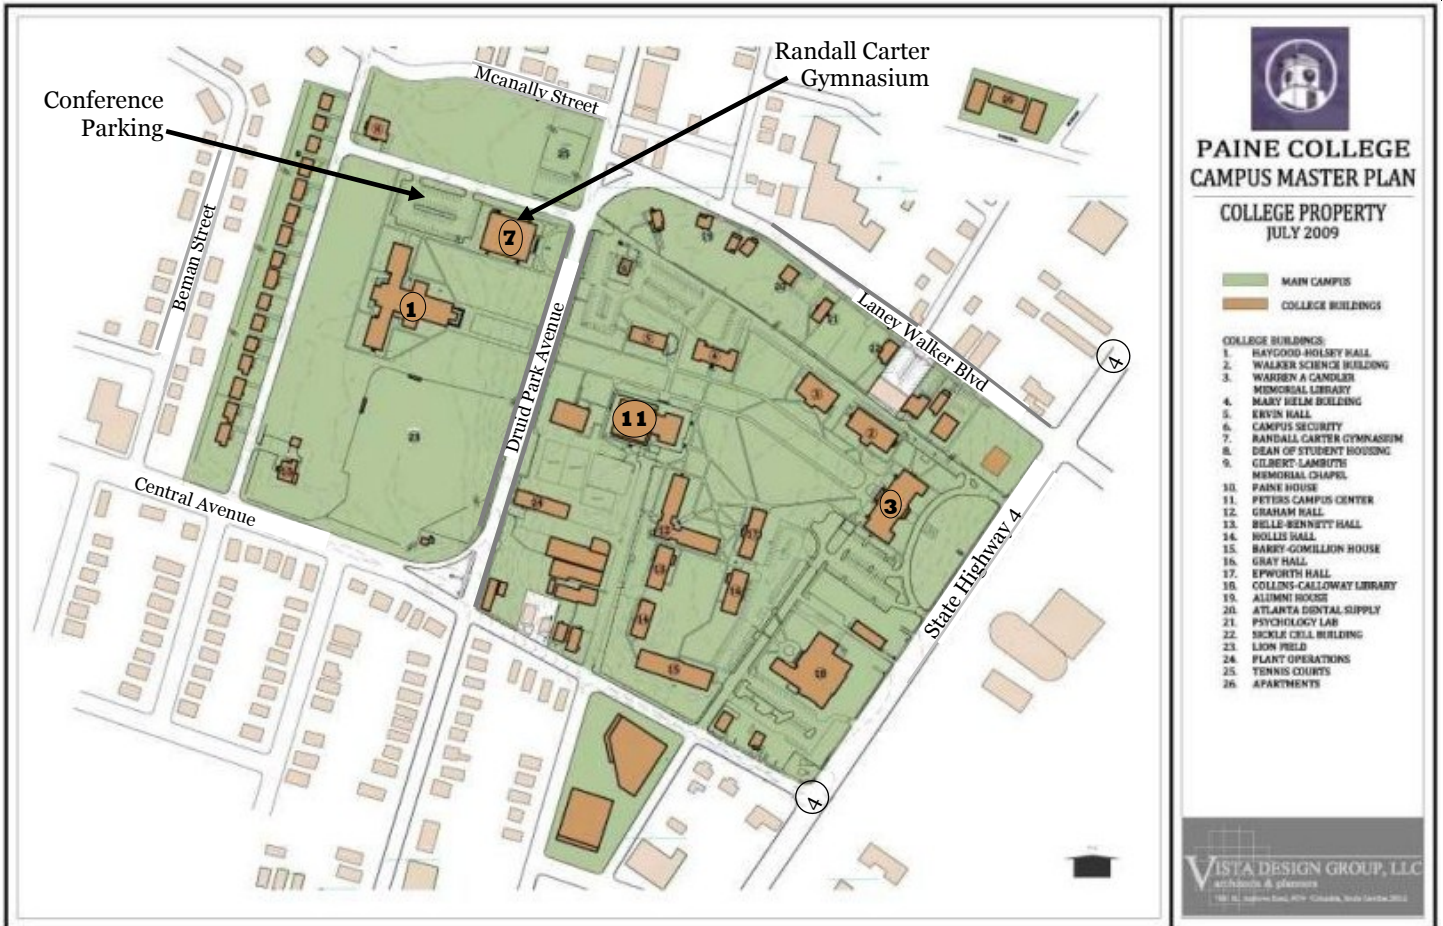 Conference
Parking
Randall Carter
Gymnasium
Mcanally Street
Beman Street
Druid Park Avenue
Laney Walker Blvd
Central Avenue
State Highway 4
4
4
7
1
11
3
23
PAINE COLLEGE
CAMPUS MASTER PLAN
COLLEGE PROPERTY
JULY 2009
MAIN CAMPUS
COLLEGE BUILDINGS
COLLEGE BUILDINGS:
1. HAYGOOD-HOLSEY HALL
2. WALKER SCIENCE BUILDING
3. WARREN A CANDLER
MEMORIAL LIBRARY
4. MARY HELM BUILDING
5. ERVIN HALL
6. CAMPUS SECURITY
7. RANDALL CARTER GYMNASIUM
8. DEAN OF STUDENT HOUSING
9. GILBERT-LAMBUTH
MEMORIAL CHAPEL
10. PAINE HOUSE
11. PETERS CAMPUS CENTER
12. GRAHAM HALL
13. BELLE-BENNETT HALL
14. HOLLIS HALL
15. BARRY-GOMILLION HOUSE
16. GRAY HALL
17. EPWORTH HALL
18. COLLINS-CALLOWAY LIBRARY
19. ALUMNI HOUSE
20. ATLANTA DENTAL SUPPLY
21. PSYCHOLOGY LAB
22. SICKLE CELL BUILDING
23. LION FIELD
24. PLANT OPERATIONS
25. TENNIS COURTS
26. APARTMENTS
VISTA DESIGN GROUP, LLC
architects & planners